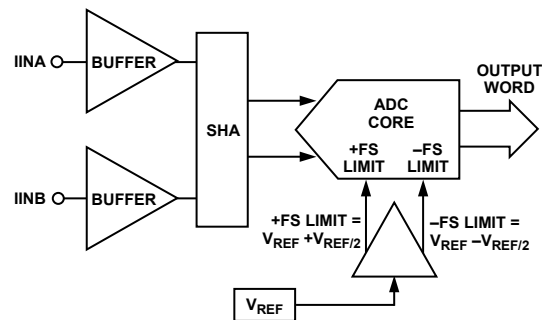 IINA
BUFFER
SHA
IINB
BUFFER
ADC
CORE
+FS
LIMIT
–FS
LIMIT
OUTPUT
WORD
+FS LIMIT =
VREF +VREF/2
–FS LIMIT =
VREF –VREF/2
VREF